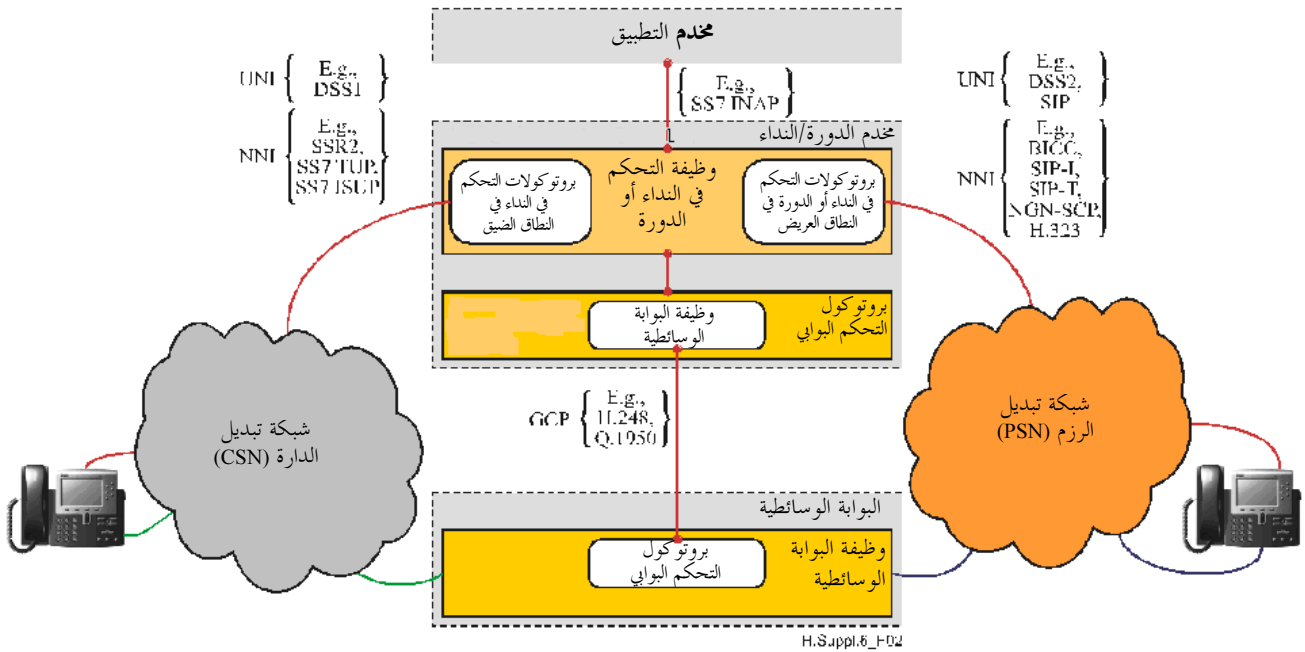 مخدم التطبيق
UNI
E.g.,
DSS1
E.g.,
SS7 INAP
UNI
E.g.,
DSS2,
SIP
NNI
E.g.,
SSR2,
SS7 TUP,
SS7 ISUP
NNI
E.g.,
BICC,
SIP-I,
SIP-T,
NGN-SCP,
H.323
مخدم الدورة/النداء
بروتوكولات التحكم
في النداء أو الدورة في
النطاق العريض
وظيفة التحكم
في النداء أو
الدورة
بروتوكولات التحكم
في النداء في
النطاق الضيق
بروتوكول
التحكم البوابي
وظيفة البوابة
الوسائطية
GCP
E.g.,
H.248,
Q.1950
شبكة تبديل
الرزم (PSN)
شبكة تبديل
الدارة (CSN)
البوابة الوسائطية
وظيفة البوابة
الوسائطية
بروتوكول
التحكم البوابي
H.Suppl.6_F02